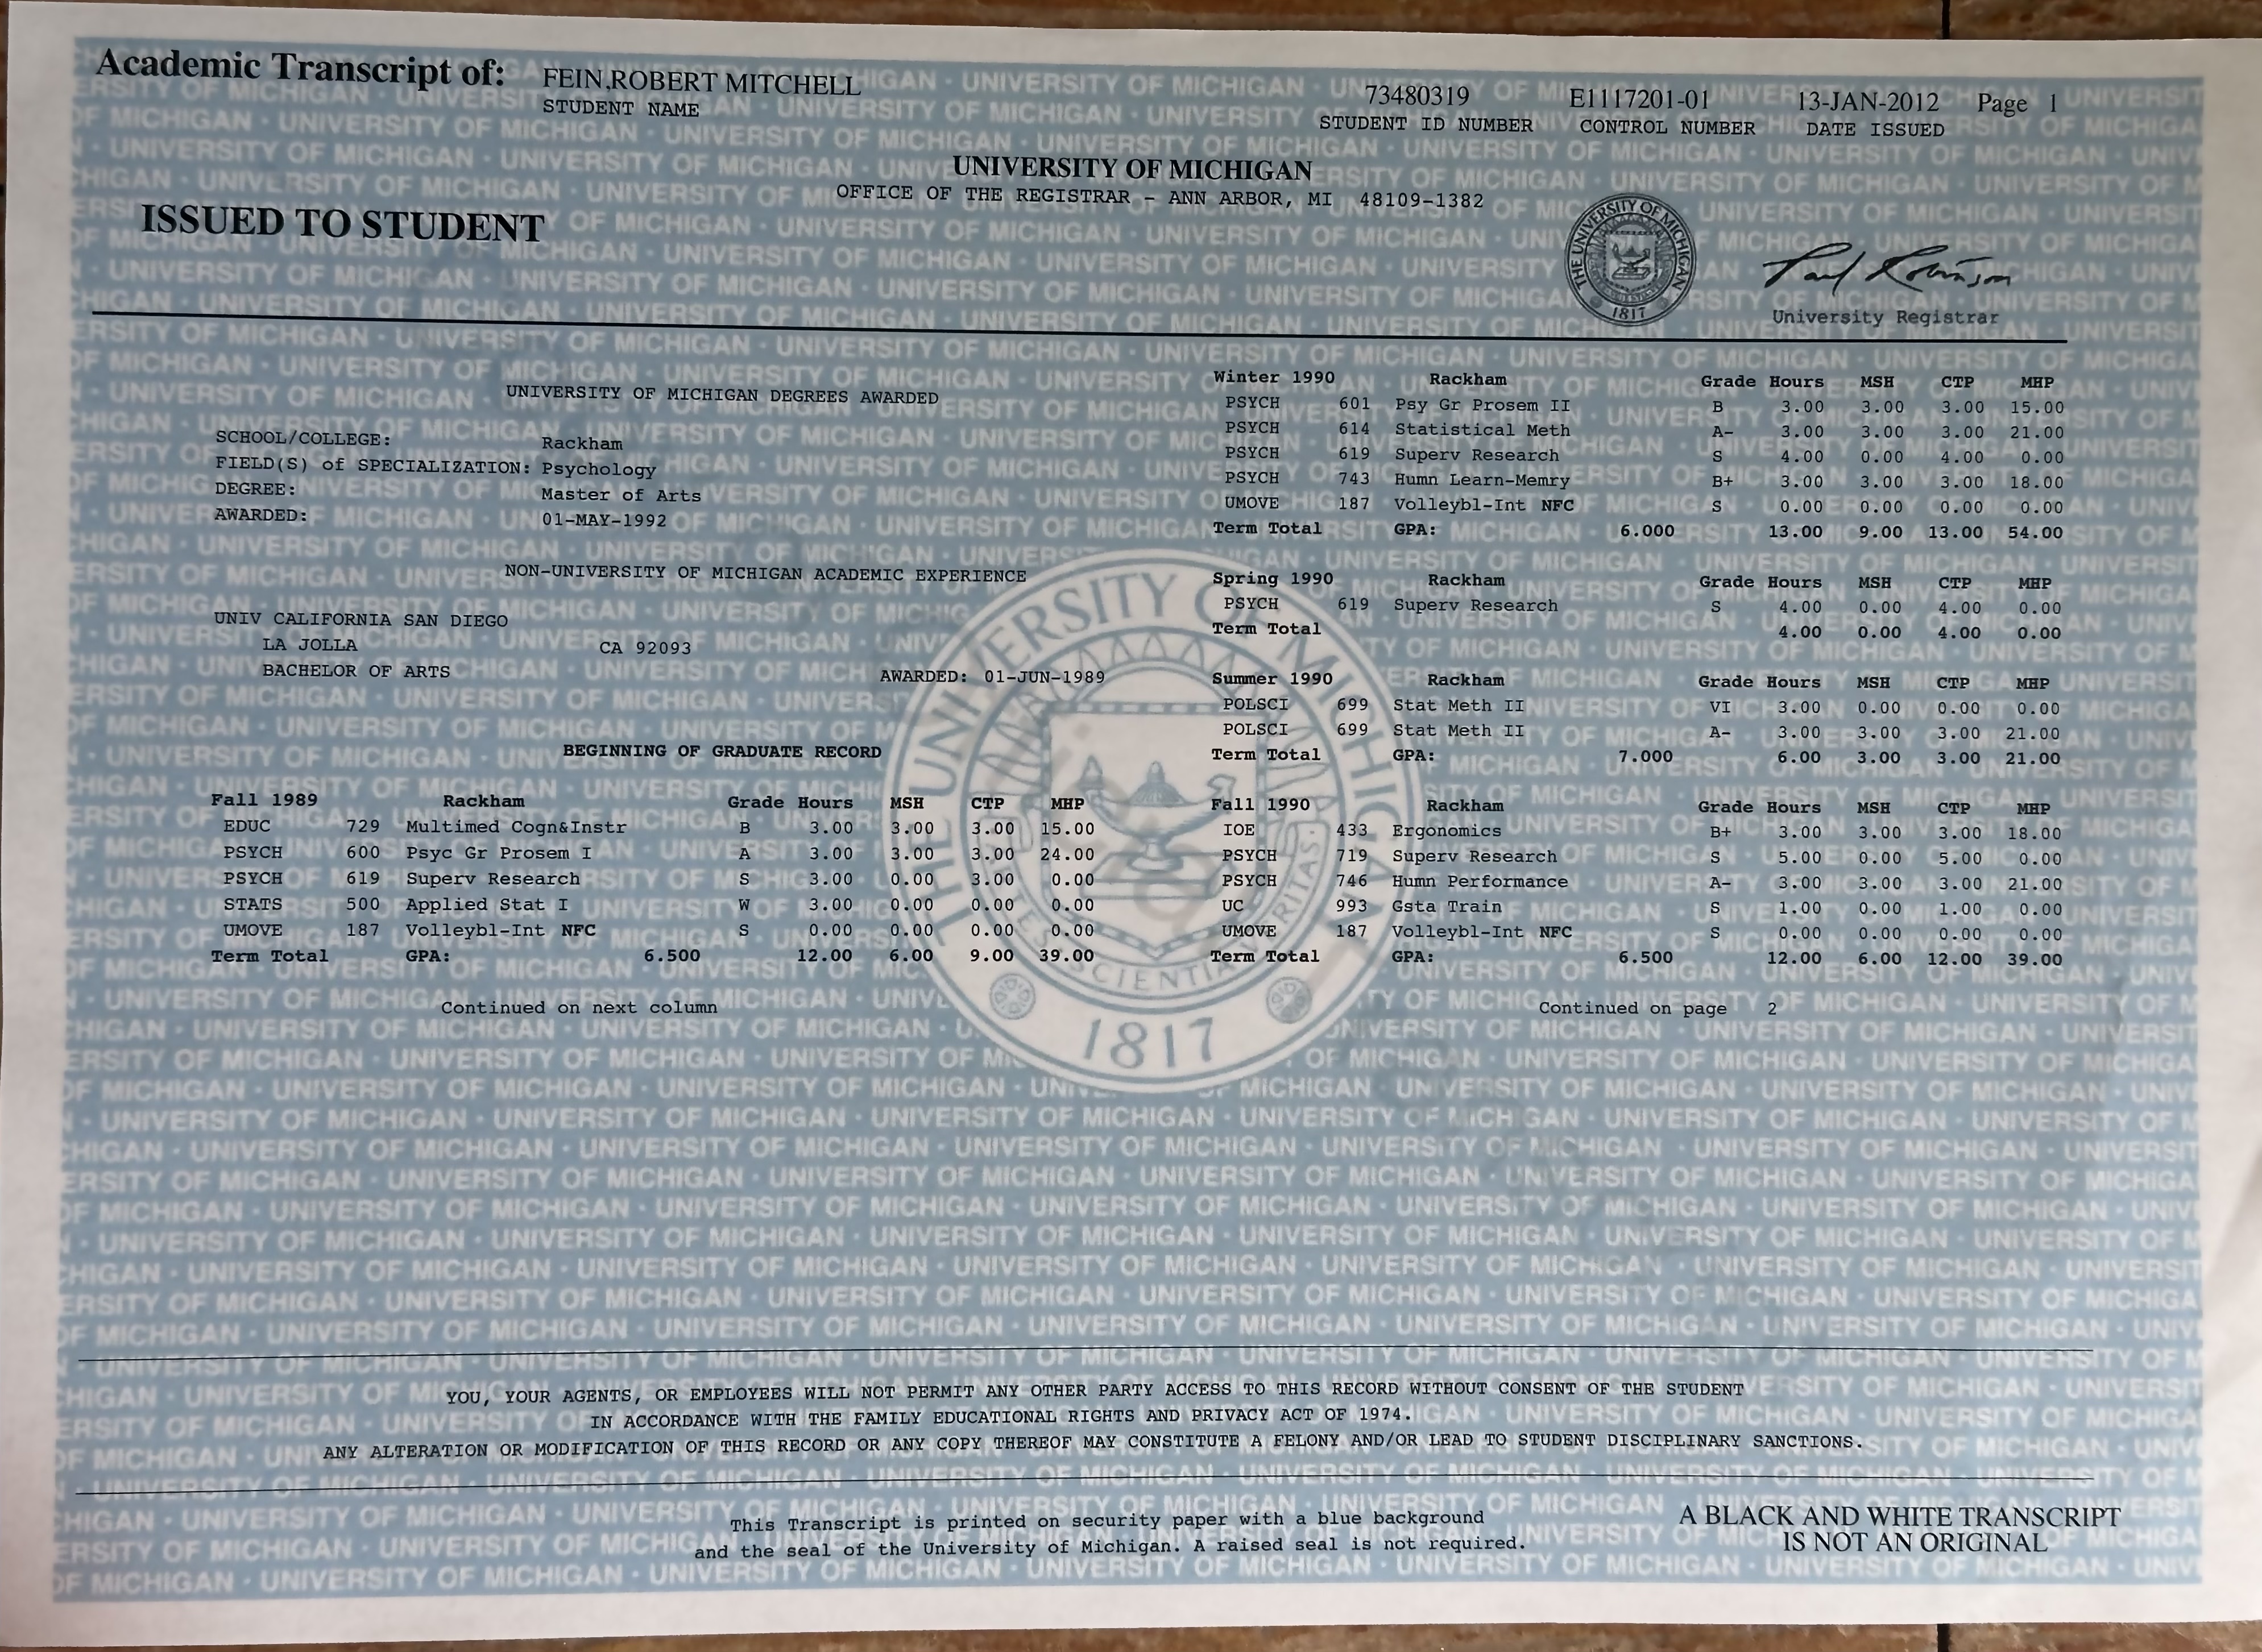 Academic Transcript of: FEIN,ROBERT MITCHELL 73480319 E1117201-01 13-JAN-2012 Page 1
STUDENT NAME STUDENT ID NUMBER CONTROL NUMBER DATE ISSUED
UNIVERSITY OF MICHIGAN
OFFICE OF THE REGISTRAR - ANN ARBOR, MI 48109-1382
ISSUED TO STUDENT
THE UNIVERSITY OF MICHIGAN
1817
Paul Robinson
University Registrar
UNIVERSITY OF MICHIGAN DEGREES AWARDED
SCHOOL/COLLEGE: Rackham
FIELD(S) of SPECIALIZATION: Psychology
DEGREE: Master of Arts
AWARDED: 01-MAY-1992
NON-UNIVERSITY OF MICHIGAN ACADEMIC EXPERIENCE
UNIV CALIFORNIA SAN DIEGO
LA JOLLA CA 92093
BACHELOR OF ARTS
AWARDED: 01-JUN-1989
BEGINNING OF GRADUATE RECORD
Fall 1989 Rackham Grade Hours MSH CTP MHP
EDUC 729 Multimed Cogn&Instr B 3.00 3.00 3.00 15.00
PSYCH 600 Psyc Gr Prosem I A 3.00 3.00 3.00 24.00
PSYCH 619 Superv Research S 3.00 0.00 3.00 0.00
STATS 500 Applied Stat I W 3.00 0.00 0.00 0.00
UMOVE 187 Volleybl-Int NFC S 0.00 0.00 0.00 0.00
Term Total GPA: 6.500 12.00 6.00 9.00 39.00
Continued on next column
Winter 1990 Rackham Grade Hours MSH CTP MHP
PSYCH 601 Psy Gr Prosem II B 3.00 3.00 3.00 15.00
PSYCH 614 Statistical Meth A- 3.00 3.00 3.00 21.00
PSYCH 619 Superv Research S 4.00 0.00 4.00 0.00
PSYCH 743 Humn Learn-Memry B+ 3.00 3.00 3.00 18.00
UMOVE 187 Volleybl-Int NFC S 0.00 0.00 0.00 0.00
Term Total GPA: 6.000 13.00 9.00 13.00 54.00
Spring 1990 Rackham Grade Hours MSH CTP MHP
PSYCH 619 Superv Research S 4.00 0.00 4.00 0.00
Term Total 4.00 0.00 4.00 0.00
Summer 1990 Rackham Grade Hours MSH CTP MHP
POLSCI 699 Stat Meth II VI 3.00 0.00 0.00 0.00
POLSCI 699 Stat Meth II A- 3.00 3.00 3.00 21.00
Term Total GPA: 7.000 6.00 3.00 3.00 21.00
Fall 1990 Rackham Grade Hours MSH CTP MHP
IOE 433 Ergonomics B+ 3.00 3.00 3.00 18.00
PSYCH 719 Superv Research S 5.00 0.00 5.00 0.00
PSYCH 746 Humn Performance A- 3.00 3.00 3.00 21.00
UC 993 Gsta Train S 1.00 0.00 1.00 0.00
UMOVE 187 Volleybl-Int NFC S 0.00 0.00 0.00 0.00
Term Total GPA: 6.500 12.00 6.00 12.00 39.00
Continued on page 2
YOU, YOUR AGENTS, OR EMPLOYEES WILL NOT PERMIT ANY OTHER PARTY ACCESS TO THIS RECORD WITHOUT CONSENT OF THE STUDENT
IN ACCORDANCE WITH THE FAMILY EDUCATIONAL RIGHTS AND PRIVACY ACT OF 1974.
ANY ALTERATION OR MODIFICATION OF THIS RECORD OR ANY COPY THEREOF MAY CONSTITUTE A FELONY AND/OR LEAD TO STUDENT DISCIPLINARY SANCTIONS.
This Transcript is printed on security paper with a blue background
and the seal of the University of Michigan. A raised seal is not required.
A BLACK AND WHITE TRANSCRIPT
IS NOT AN ORIGINAL